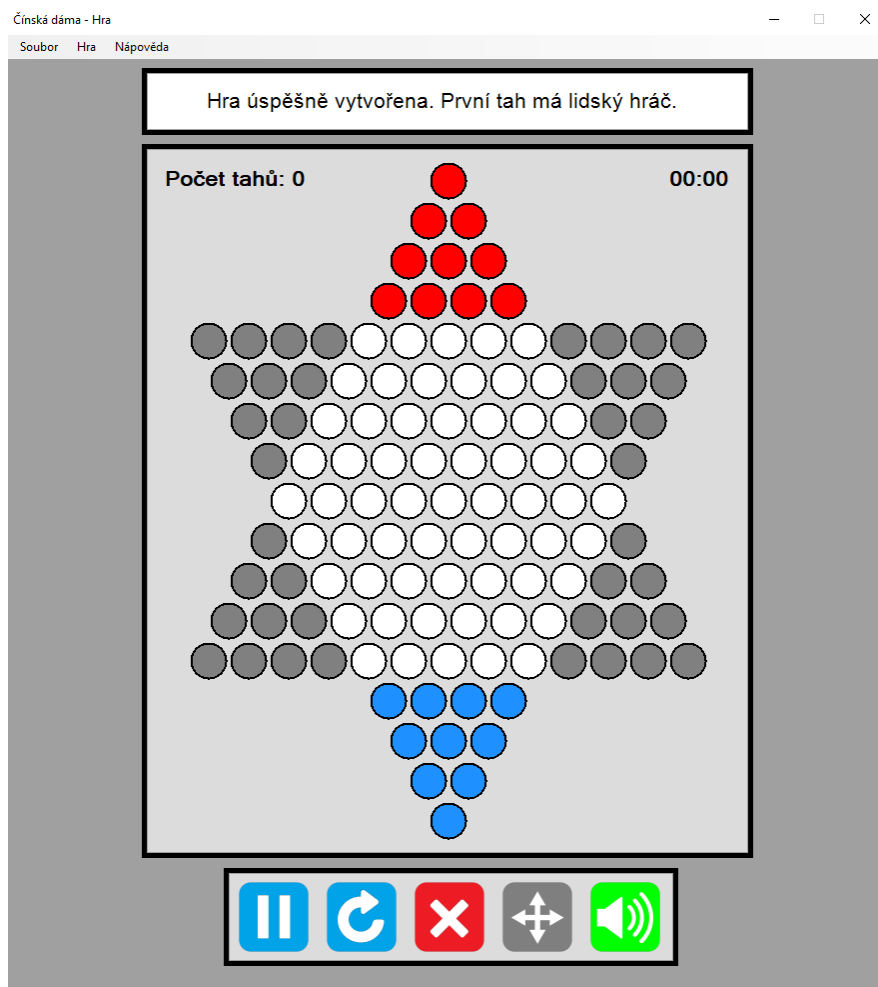 Čínská dáma - Hra
Soubor Hra Nápověda
Hra úspěšně vytvořena. První tah má lidský hráč.
Počet tahů: 0 00:00